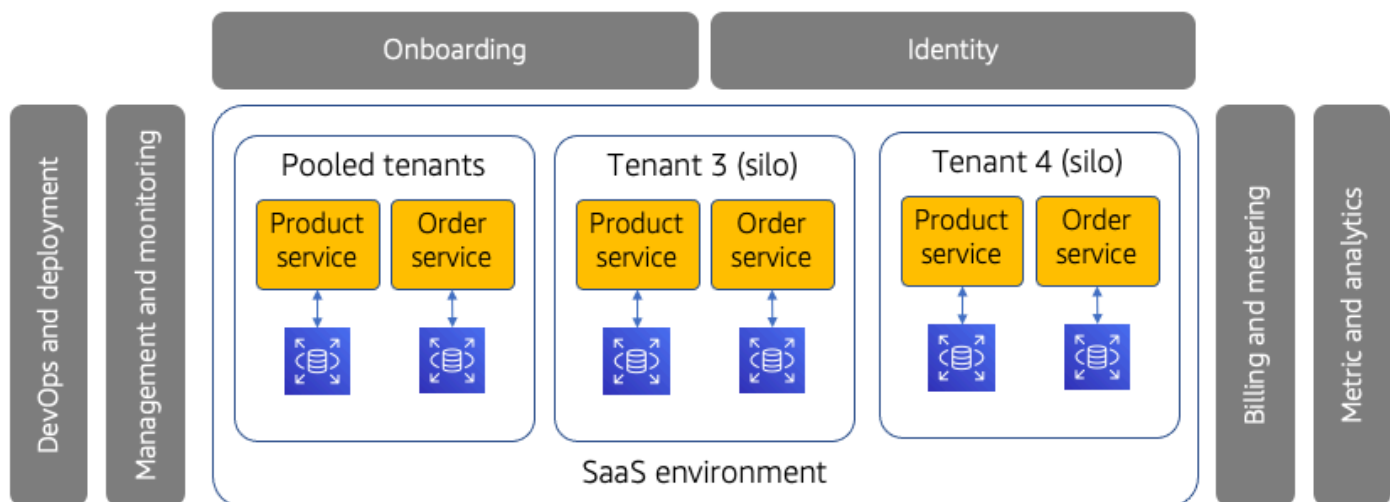 Onboarding
Identity
DevOps and deployment
Management and monitoring
Pooled tenants
Product
service
Order
service
Tenant 3 (silo)
Product
service
Order
service
Tenant 4 (silo)
Product
service
Order
service
SaaS environment
Billing and metering
Metric and analytics